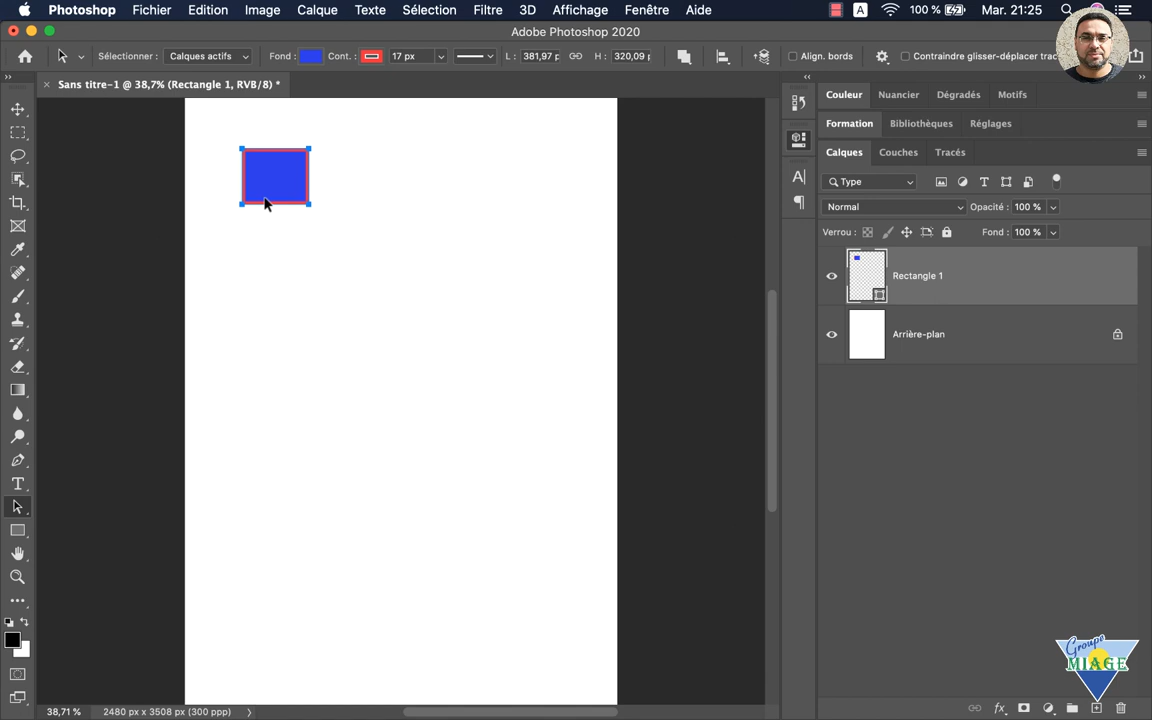 Photoshop Fichier Edition Image Calque Texte Sélection Filtre 3D Affichage Fenêtre Aide A 100 % Mar. 21:25
Adobe Photoshop 2020
Sélectionner : Calques actifs Fond : Cont. : 17 px L : 381,97 p H : 320,09 Align. bords Contraindre glisser-déplacer trac
× Sans titre-1 @ 38,7% (Rectangle 1, RVB/8) *
Couleur Nuancier Dégradés Motifs
Formation Bibliothèques Réglages
Calques Couches Tracés
Type
Normal Opacité : 100 %
Verrou : Fond : 100 %
Rectangle 1
Arrière-plan
Groupe
MIAGE
38,71 % 2480 px x 3508 px (300 ppp)